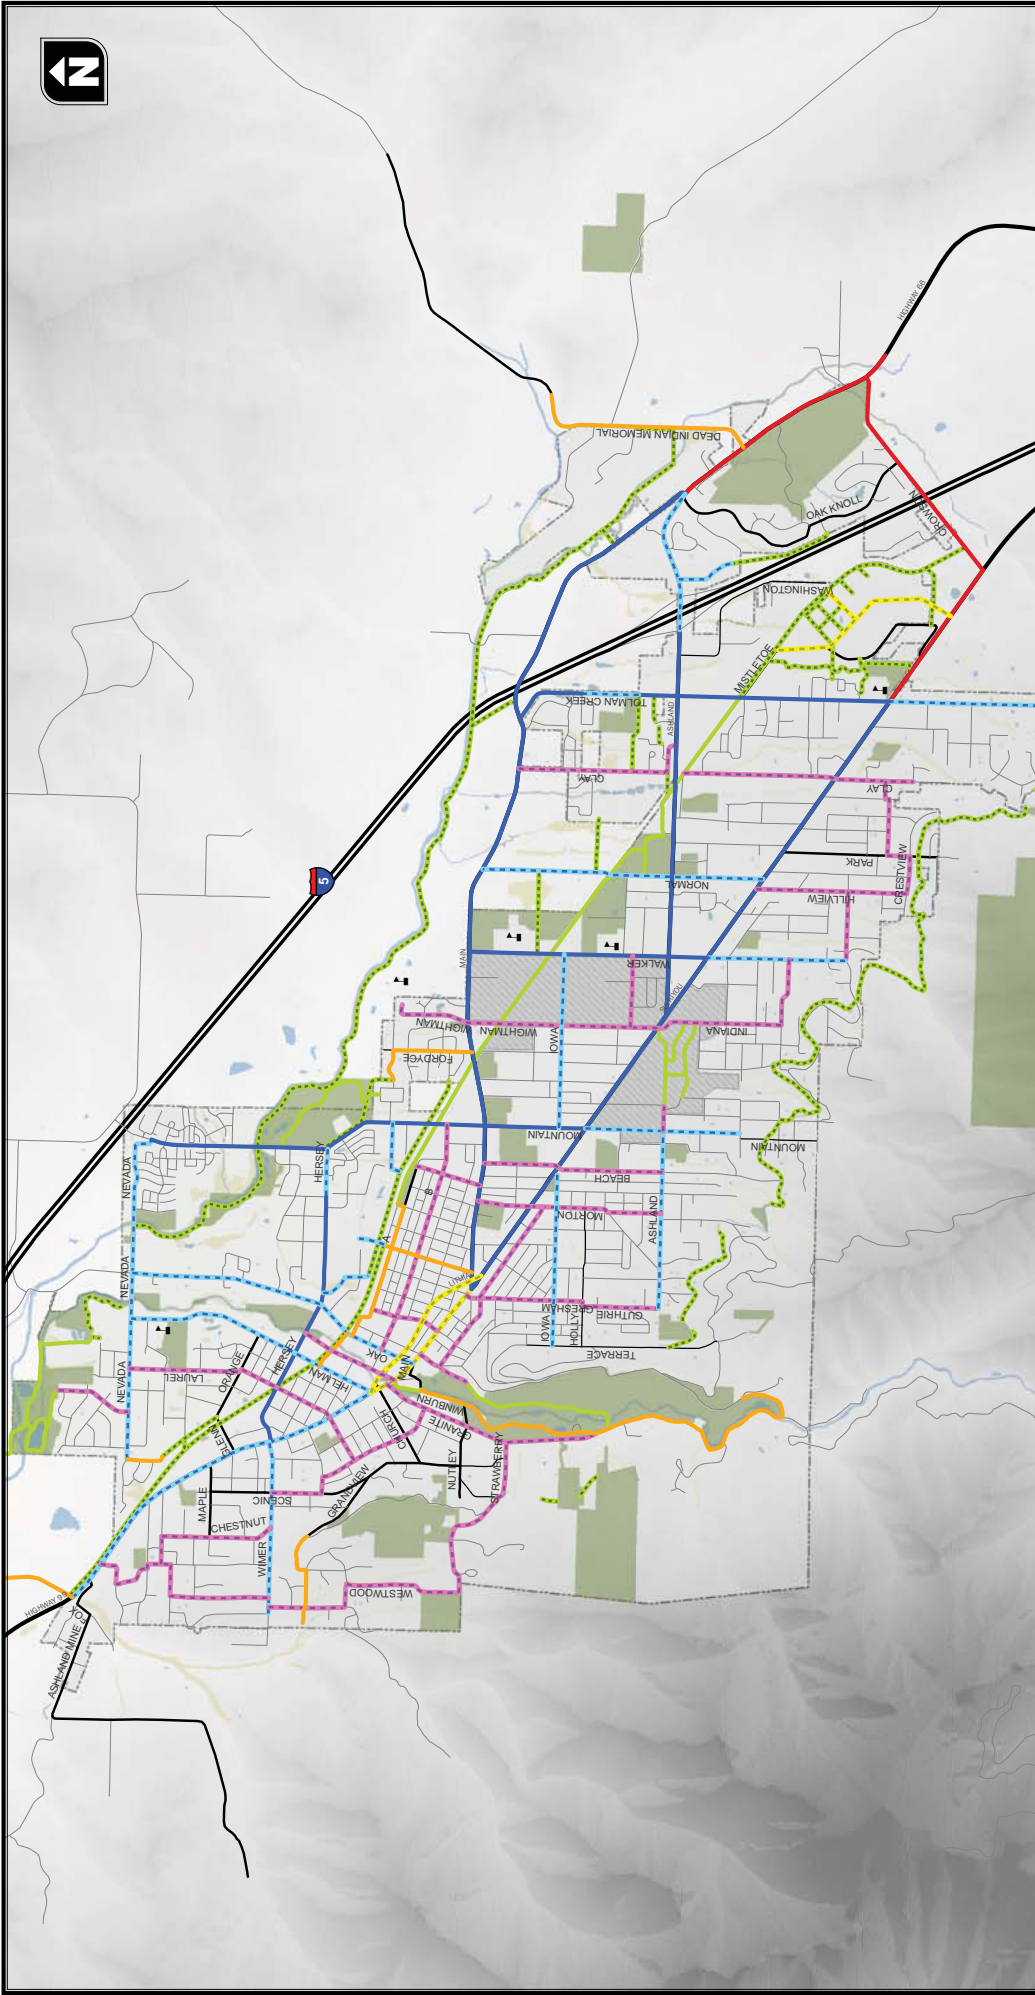 N
HIGHWAY 66
DEAD INDIAN MEMORIAL
OAK KNOLL
CROWSON
WASHINGTON
MISTLETOE
TOLMAN CREEK
ASHLAND
CLAY
CLAY
PARK
CRESTVIEW
5
NORMAL
HILLVIEW
MAIN
WALKER
SISKIYOU
WIGHTMAN
WIGHTMAN
INDIANA
IOWA
FORDYCE
MOUNTAIN
MOUNTAIN
HERSEY
NEVADA
BEACH
B
MORTON
ASHLAND
A
NEVADA
LITHIA
GRESHAM
GUTHRIE
IOWA
HOLLY
TERRACE
HERSEY
OAK
MAIN
ORANGE
LAUREL
NEVADA
HELMAN
WINBURN
GRANITE
CHURCH
GLENN
NUTLEY
STRAWBERRY
GRANDVIEW
SCENIC
MAPLE
CHESTNUT
WIMER
WESTWOOD
HIGHWAY 99
FOX
ASHLAND MINE